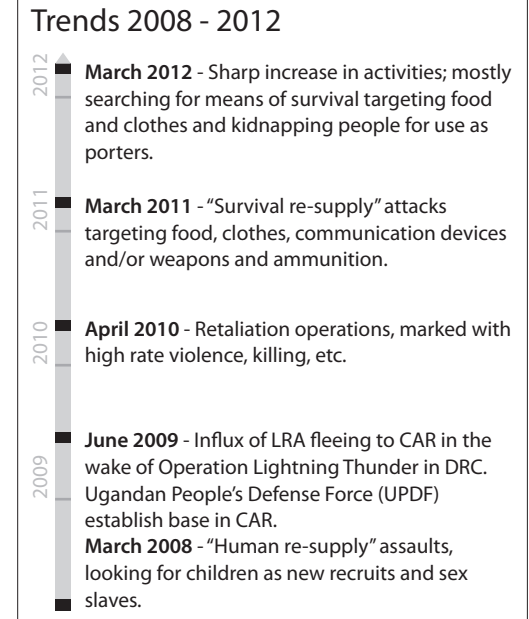 Trends 2008 - 2012
2012
March 2012 - Sharp increase in activities; mostly
searching for means of survival targeting food
and clothes and kidnapping people for use as
porters.
2011
March 2011 - “Survival re-supply” attacks
targeting food, clothes, communication devices
and/or weapons and ammunition.
2010
April 2010 - Retaliation operations, marked with
high rate violence, killing, etc.
2009
June 2009 - Influx of LRA fleeing to CAR in the
wake of Operation Lightning Thunder in DRC.
Ugandan People’s Defense Force (UPDF)
establish base in CAR.
March 2008 - “Human re-supply” assaults,
looking for children as new recruits and sex
slaves.